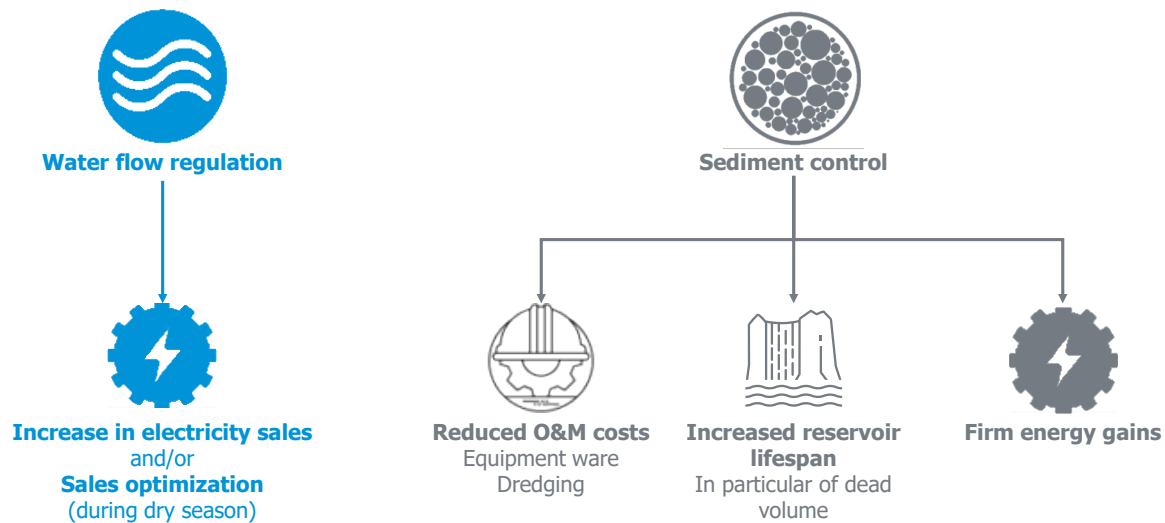 Water flow regulation
Sediment control
Increase in electricity sales
and/or
Sales optimization
(during dry season)
Reduced O&M costs
Equipment ware
Dredging
Increased reservoir
lifespan
In particular of dead
volume
Firm energy gains